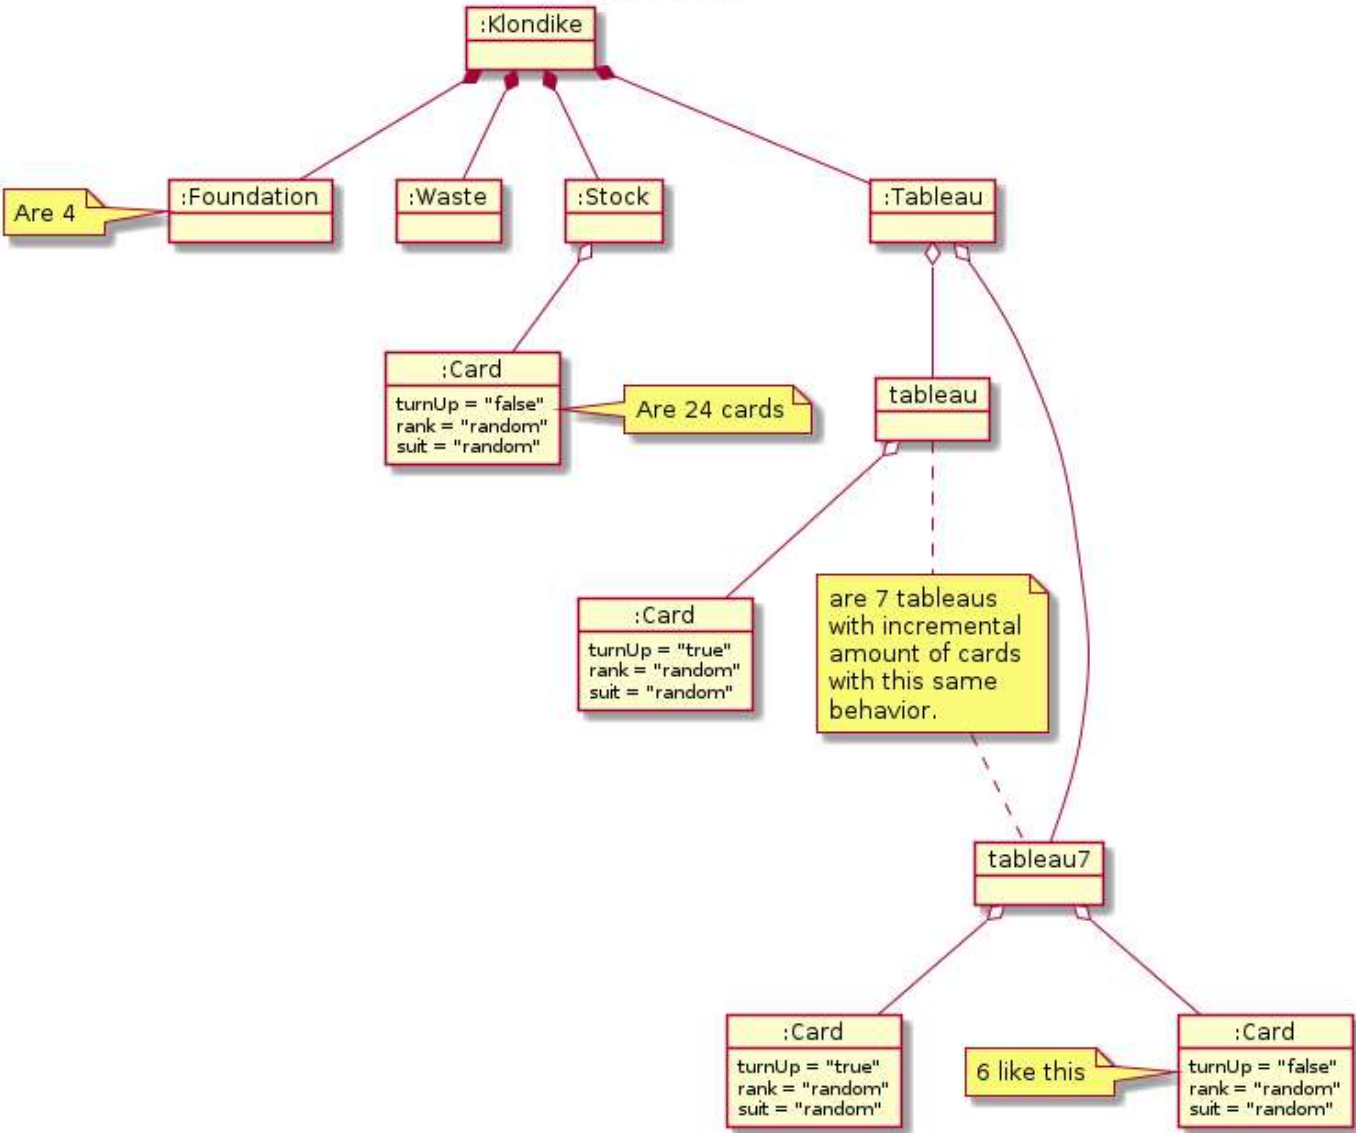 :Klondike
Are 4
:Foundation
:Waste
:Stock
:Tableau
:Card
turnUp = "false"
rank = "random"
suit = "random"
Are 24 cards
tableau
:Card
turnUp = "true"
rank = "random"
suit = "random"
are 7 tableaus
with incremental
amount of cards
with this same
behavior.
tableau7
:Card
turnUp = "true"
rank = "random"
suit = "random"
6 like this
:Card
turnUp = "false"
rank = "random"
suit = "random"